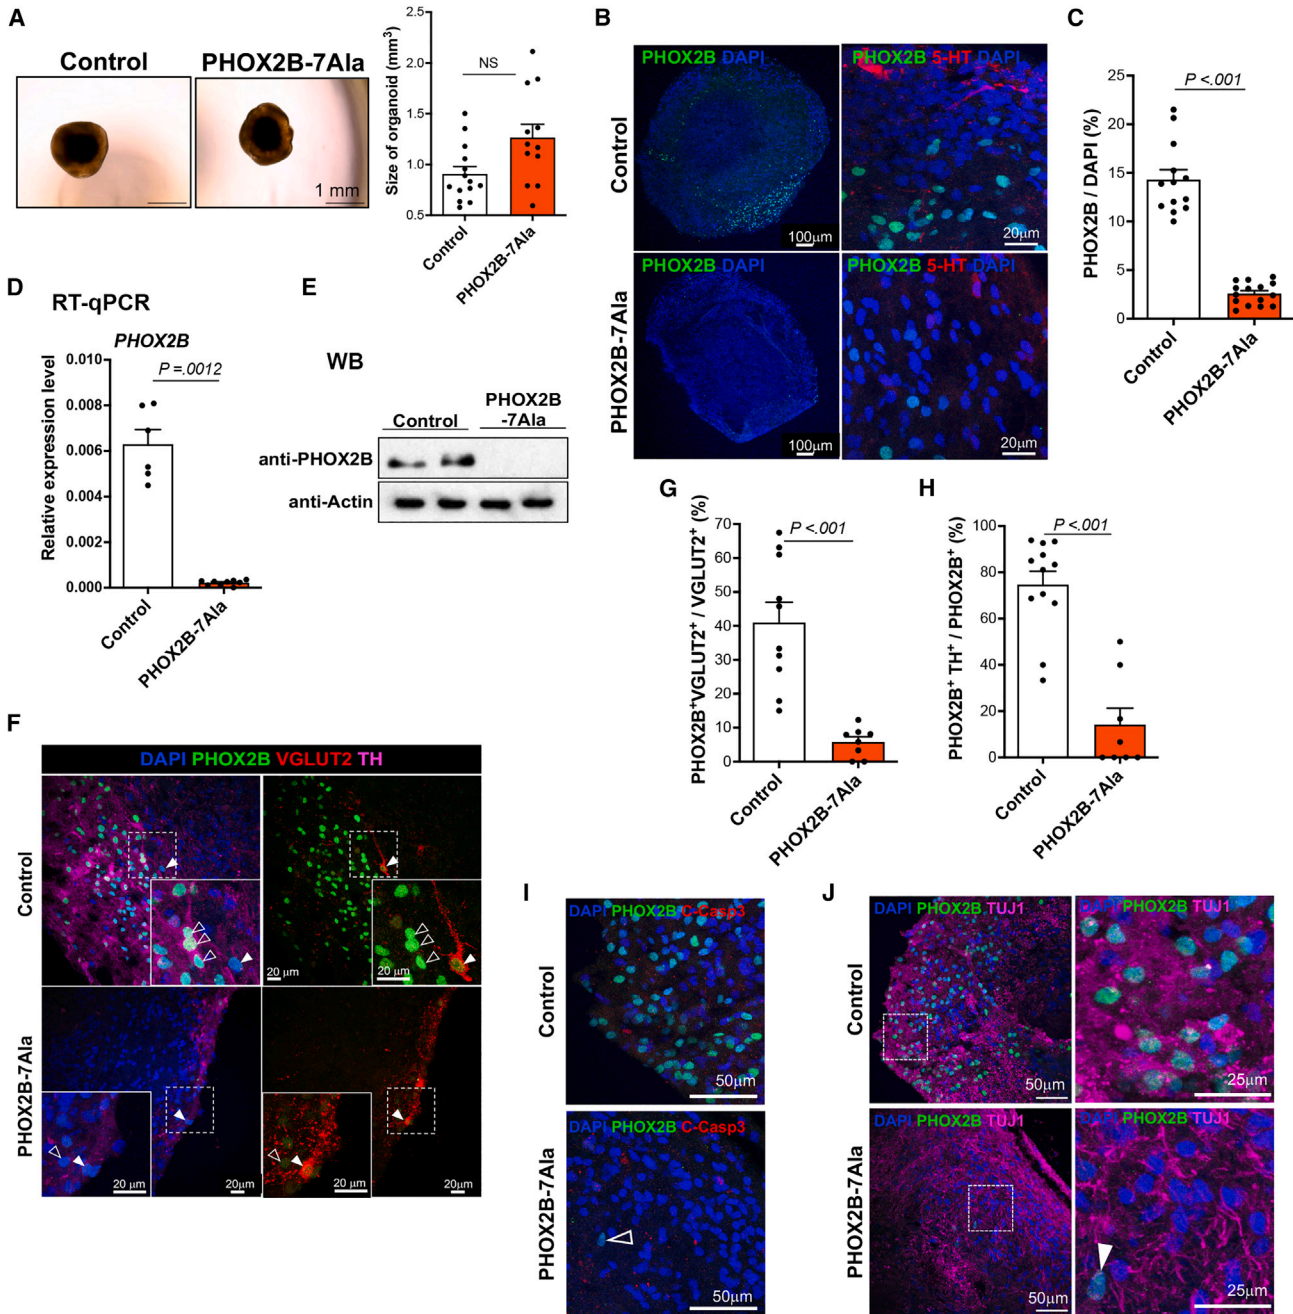 A
Control
PHOX2B-7Ala
1 mm
Size of organoid (mm³)
2.5
2.0
1.5
1.0
0.5
NS
Control
PHOX2B-7Ala
B
Control
PHOX2B-7Ala
PHOX2B DAPI
100μm
PHOX2B 5-HT DAPI
20μm
PHOX2B DAPI
100μm
PHOX2B 5-HT DAPI
20μm
C
PHOX2B / DAPI (%)
25
20
15
10
5
0
P <.001
Control
PHOX2B-7Ala
D
RT-qPCR
PHOX2B
Relative expression level
0.010
0.008
0.006
0.004
0.002
0.000
P =.0012
Control
PHOX2B-7Ala
E
WB
Control
PHOX2B
-7Ala
anti-PHOX2B
anti-Actin
F
DAPI PHOX2B VGLUT2 TH
Control
20 μm
20 μm
20 μm
20 μm
PHOX2B-7Ala
20 μm
20μm
20 μm
20μm
G
PHOX2B⁺VGLUT2⁺ / VGLUT2⁺ (%)
70
60
50
40
30
20
10
0
P <.001
Control
PHOX2B-7Ala
H
PHOX2B⁺ TH⁺ / PHOX2B⁺ (%)
100
80
60
40
20
0
P <.001
Control
PHOX2B-7Ala
I
Control
DAPI PHOX2B C-Casp3
50μm
PHOX2B-7Ala
DAPI PHOX2B C-Casp3
50μm
J
Control
DAPI PHOX2B TUJ1
50μm
DAPI PHOX2B TUJ1
25μm
PHOX2B-7Ala
DAPI PHOX2B TUJ1
50μm
DAPI PHOX2B TUJ1
25μm